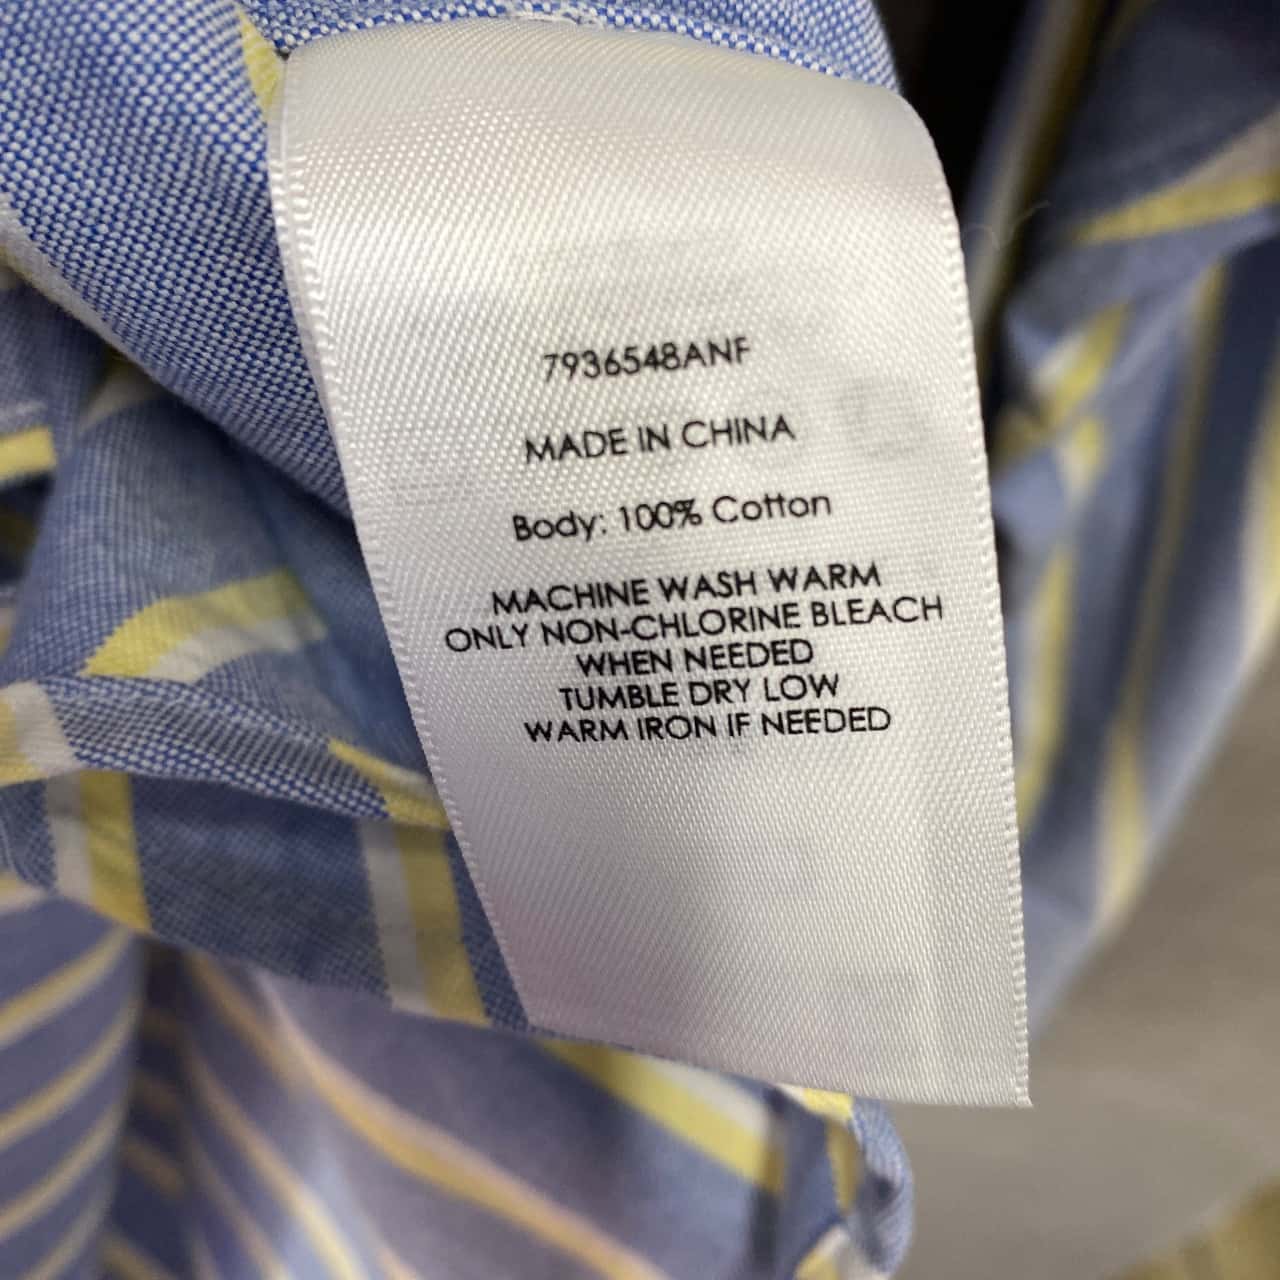 7936548ANF
MADE IN CHINA
Body: 100% Cotton
MACHINE WASH WARM
ONLY NON-CHLORINE BLEACH
WHEN NEEDED
TUMBLE DRY LOW
WARM IRON IF NEEDED